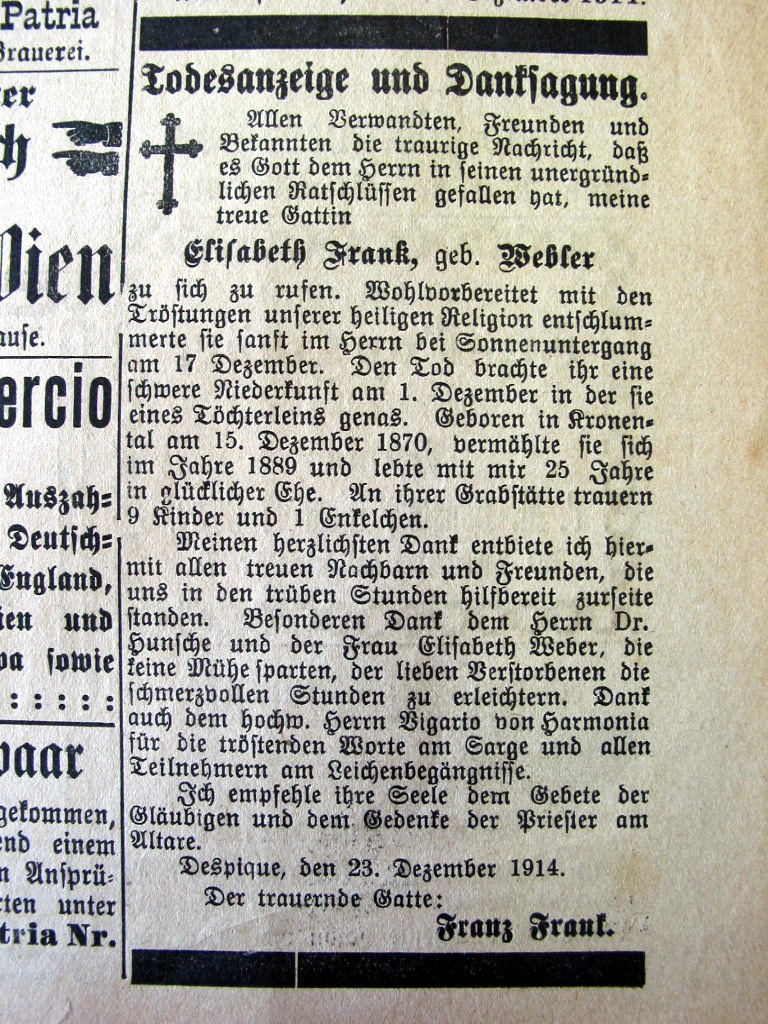 Patria
Brauerei.
Wien
ercio
Auszah=
Deutsch=
England,
und
sowie
paar
gekommen,
einem
Ansprü=
unter
Nr.
1914.
Todesanzeige und Danksagung.
Allen Verwandten, Freunden und
Bekannten die traurige Nachricht, daß
es Gott dem Herrn in seinen unergründ=
lichen Ratschlüssen gefallen hat, meine
treue Gattin
Elisabeth Frank, geb. Webler
zu sich zu rufen. Wohlvorbereitet mit den
Tröstungen unserer heiligen Religion entschlum=
merte sie sanft im Herrn bei Sonnenuntergang
am 17 Dezember. Den Tod brachte ihr eine
schwere Niederkunft am 1. Dezember in der sie
eines Töchterleins genas. Geboren in Kronen=
tal am 15. Dezember 1870, vermählte sie sich
im Jahre 1889 und lebte mit mir 25 Jahre
in glücklicher Ehe. An ihrer Grabstätte trauern
9 Kinder und 1 Enkelchen.
Meinen herzlichsten Dank entbiete ich hier=
mit allen treuen Nachbarn und Freunden, die
uns in den trüben Stunden hilfbereit zurseite
standen. Besonderen Dank dem Herrn Dr.
Hunsche und der Frau Elisabeth Weber, die
keine Mühe sparten, der lieben Verstorbenen die
schmerzvollen Stunden zu erleichtern. Dank
auch dem hochw. Herrn Vigario von Harmonia
für die tröstenden Worte am Sarge und allen
Teilnehmern am Leichenbegängnisse.
Ich empfehle ihre Seele dem Gebete der
Gläubigen und dem Gedenke der Priester am
Altare.
Despique, den 23. Dezember 1914.
Der trauernde Gatte:
Franz Frank.